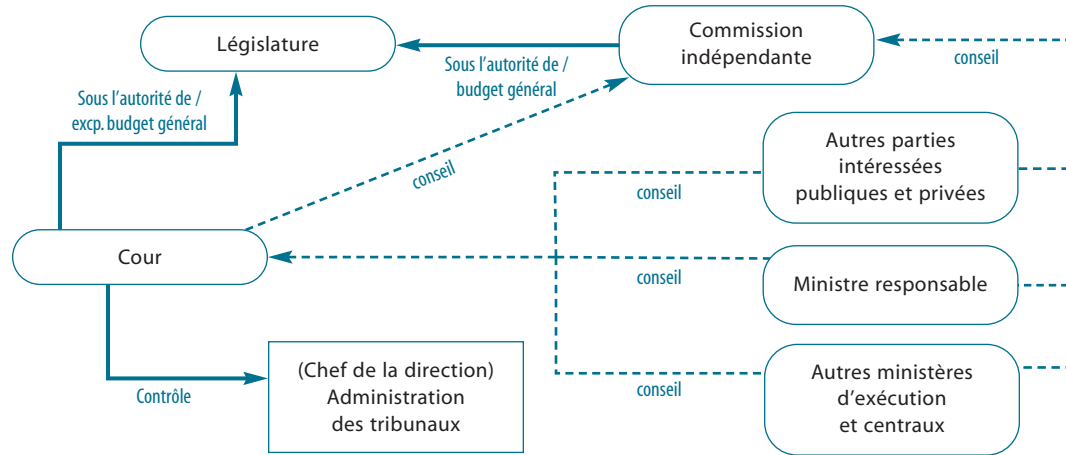 Législature
Commission
indépendante
conseil
Sous l'autorité de /
budget général
Sous l'autorité de /
excp. budget général
conseil
Autres parties
intéressées
publiques et privées
conseil
Cour
Ministre responsable
conseil
(Chef de la direction)
Administration
des tribunaux
Contrôle
Autres ministères
d'exécution
et centraux
conseil